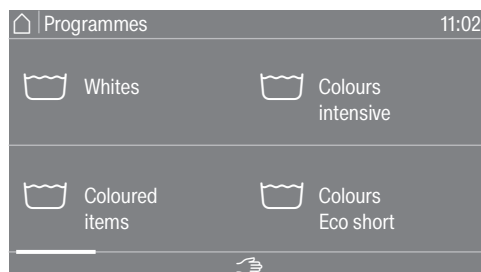 Programmes
11:02
Whites
Colours
intensive
Coloured
items
Colours
Eco short